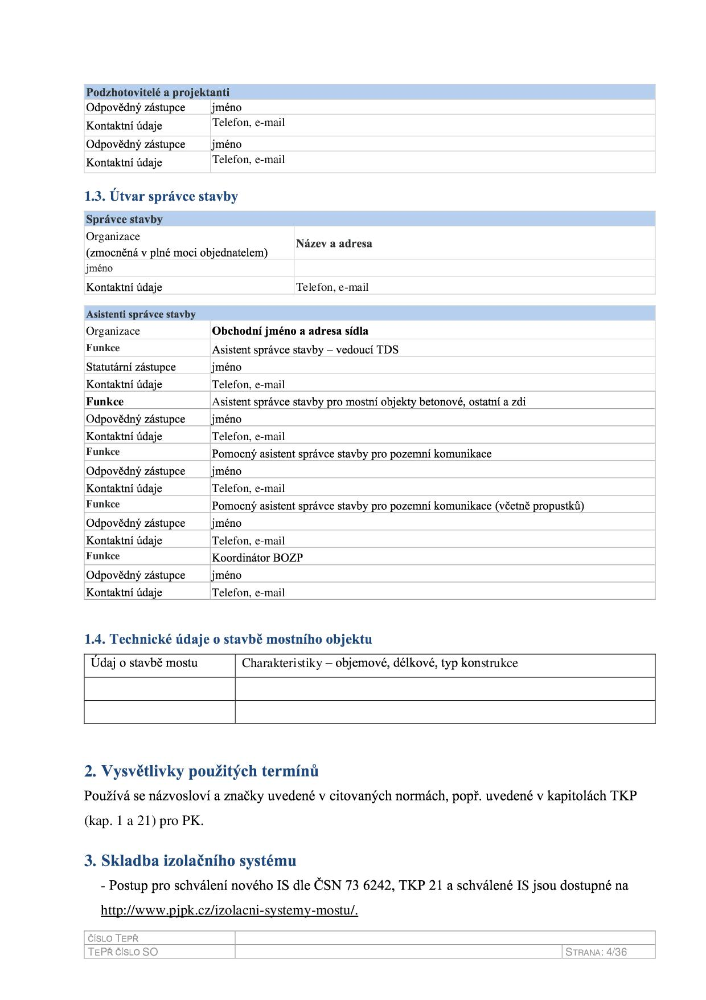 Podzhotovitelé a projektanti
Odpovědný zástupce jméno
Kontaktní údaje Telefon, e-mail
Odpovědný zástupce jméno
Kontaktní údaje Telefon, e-mail
1.3. Útvar správce stavby
Správce stavby
Organizace
(zmocněná v plné moci objednatelem) Název a adresa
jméno
Kontaktní údaje Telefon, e-mail
Asistenti správce stavby
Organizace Obchodní jméno a adresa sídla
Funkce Asistent správce stavby – vedoucí TDS
Statutární zástupce jméno
Kontaktní údaje Telefon, e-mail
Funkce Asistent správce stavby pro mostní objekty betonové, ostatní a zdi
Odpovědný zástupce jméno
Kontaktní údaje Telefon, e-mail
Funkce Pomocný asistent správce stavby pro pozemní komunikace
Odpovědný zástupce jméno
Kontaktní údaje Telefon, e-mail
Funkce Pomocný asistent správce stavby pro pozemní komunikace (včetně propustků)
Odpovědný zástupce jméno
Kontaktní údaje Telefon, e-mail
Funkce Koordinátor BOZP
Odpovědný zástupce jméno
Kontaktní údaje Telefon, e-mail
1.4. Technické údaje o stavbě mostního objektu
Údaj o stavbě mostu Charakteristiky – objemové, délkové, typ konstrukce
2. Vysvětlivky použitých termínů
Používá se názvosloví a značky uvedené v citovaných normách, popř. uvedené v kapitolách TKP
(kap. 1 a 21) pro PK.
3. Skladba izolačního systému
- Postup pro schválení nového IS dle ČSN 73 6242, TKP 21 a schválené IS jsou dostupné na
http://www.pjpk.cz/izolacni-systemy-mostu/.
ČÍSLO TEPŘ
TEPŘ ČÍSLO SO STRANA: 4/36